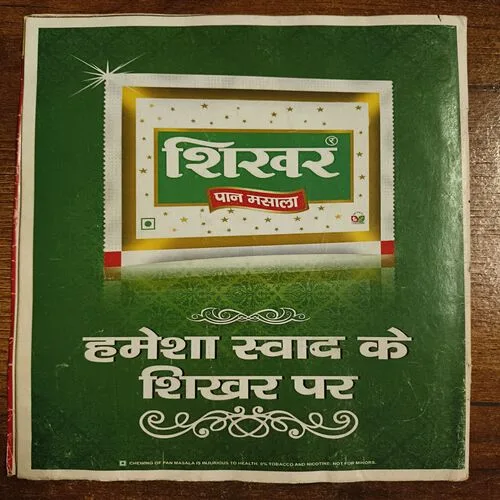 शिखर
पान मसाला
हमेशा स्वाद के
शिखर पर
CHEWING OF PAN MASALA IS INJURIOUS TO HEALTH. 0% TOBACCO AND NICOTINE. NOT FOR MINORS.